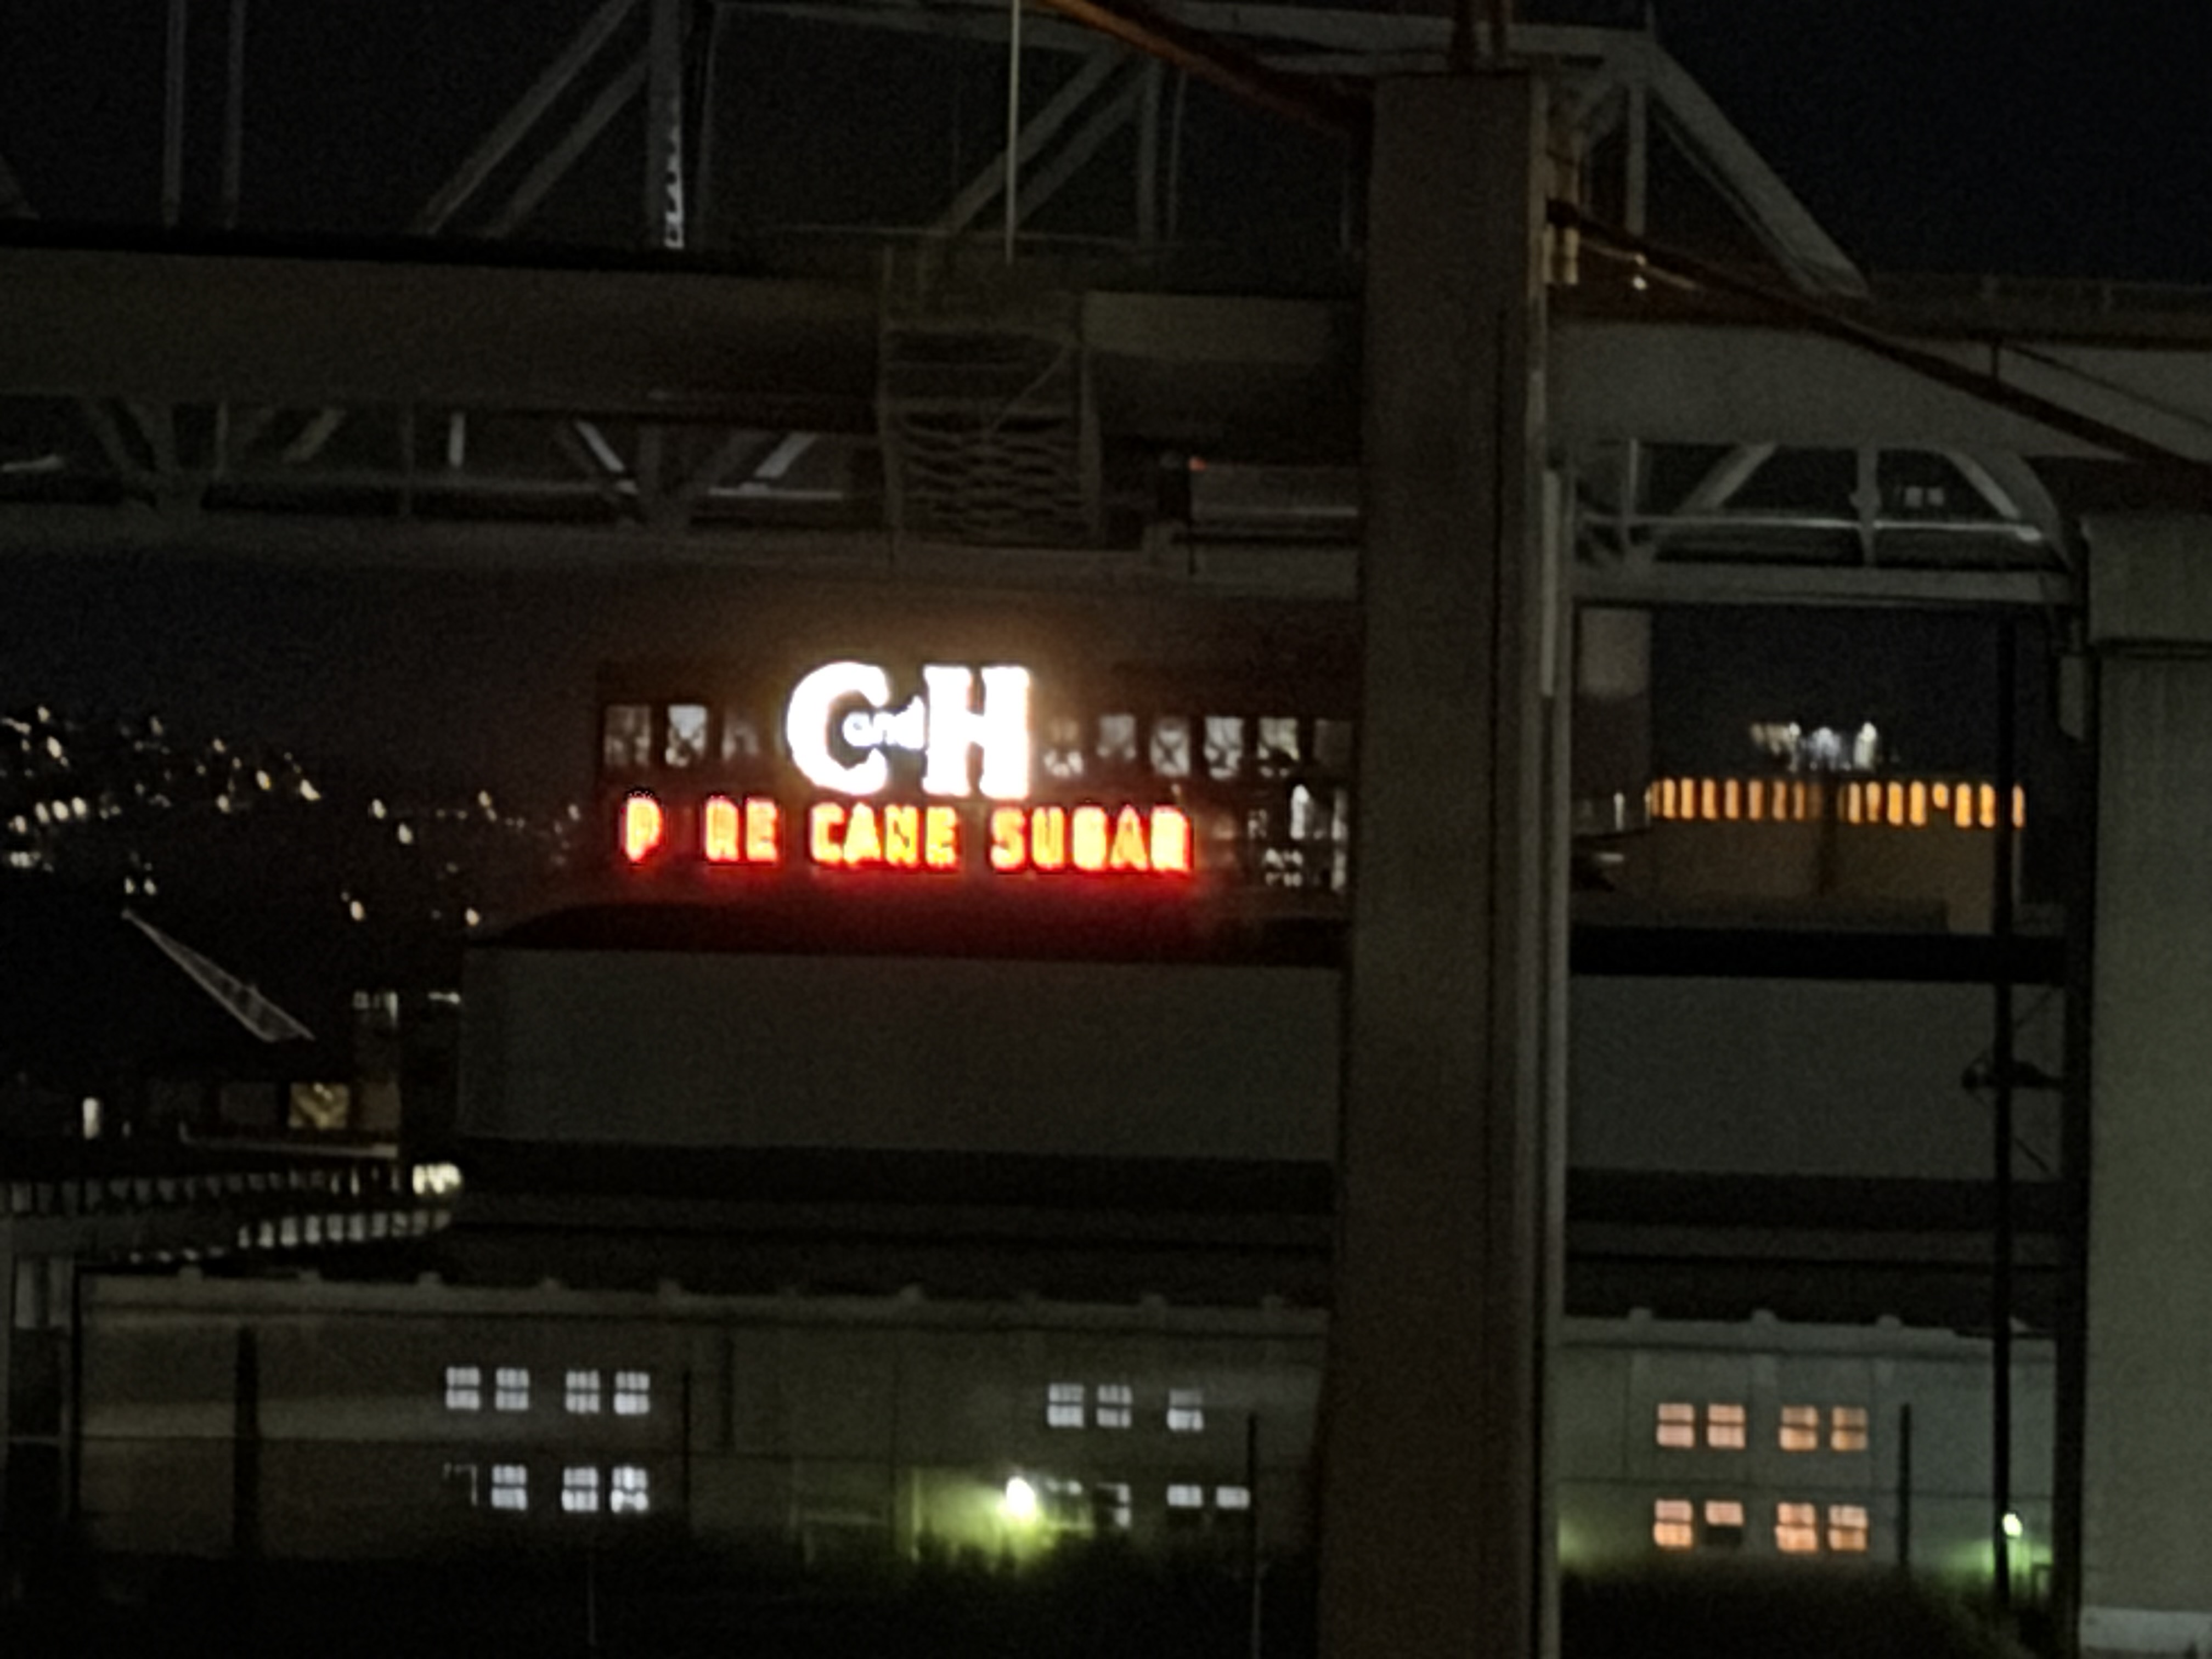 C and H
P RE CANE SUGAR